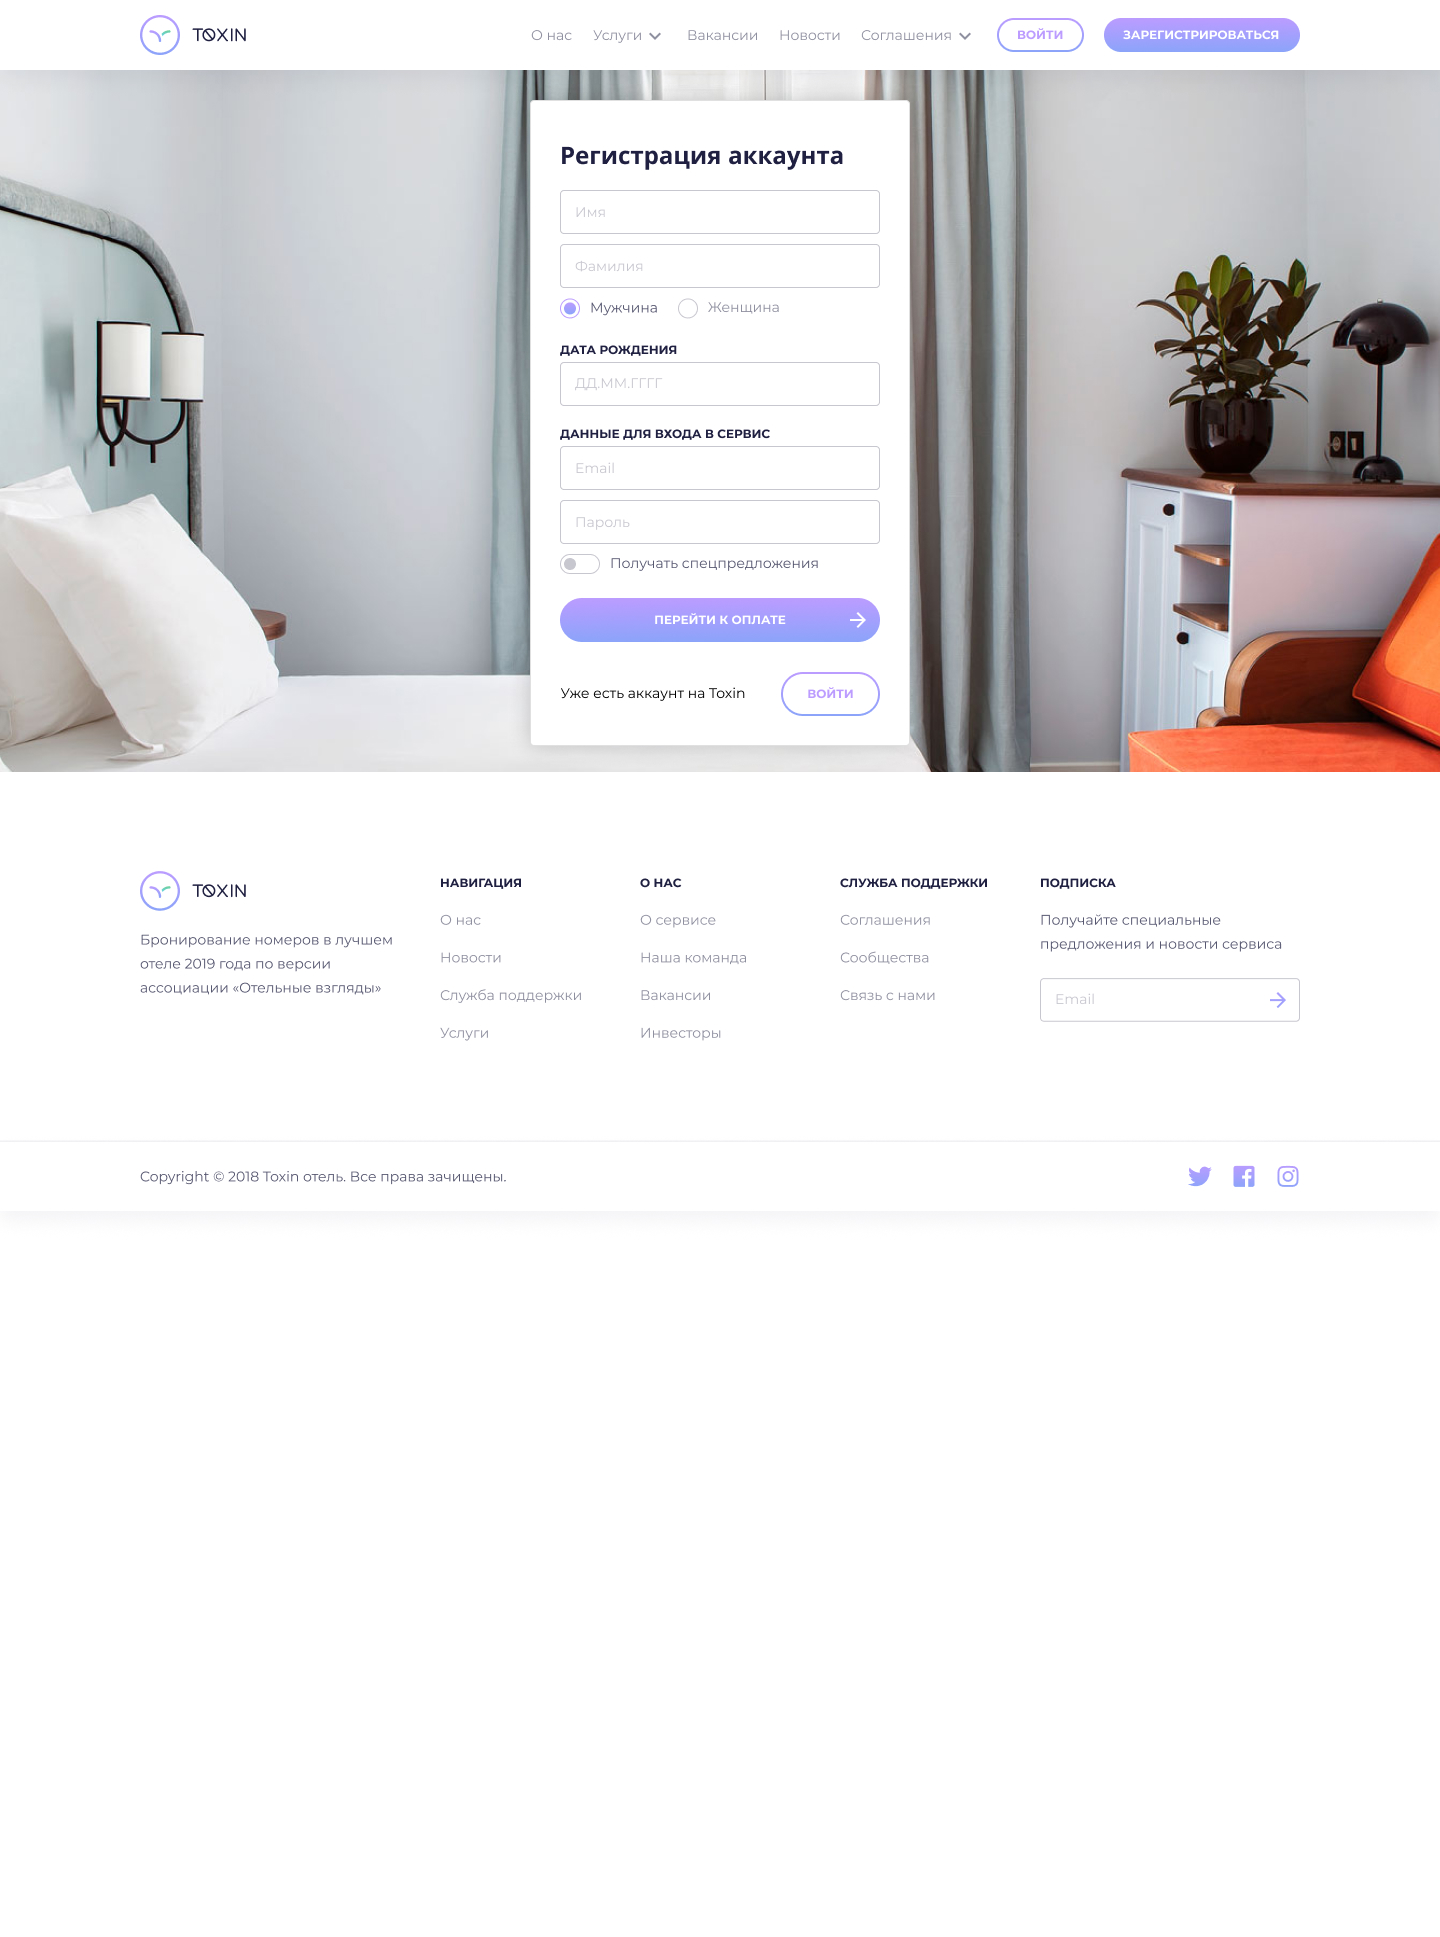 TOXIN
О нас
Услуги
Вакансии
Новости
Соглашения
ВОЙТИ
ЗАРЕГИСТРИРОВАТЬСЯ
Регистрация аккаунта
Имя
Фамилия
Мужчина
Женщина
ДАТА РОЖДЕНИЯ
ДД.ММ.ГГГГ
ДАННЫЕ ДЛЯ ВХОДА В СЕРВИС
Email
Пароль
Получать спецпредложения
ПЕРЕЙТИ К ОПЛАТЕ
Уже есть аккаунт на Toxin
ВОЙТИ
TOXIN
Бронирование номеров в лучшем
отеле 2019 года по версии
ассоциации «Отельные взгляды»
НАВИГАЦИЯ
О нас
Новости
Служба поддержки
Услуги
О НАС
О сервисе
Наша команда
Вакансии
Инвесторы
СЛУЖБА ПОДДЕРЖКИ
Соглашения
Сообщества
Связь с нами
ПОДПИСКА
Получайте специальные
предложения и новости сервиса
Email
Copyright © 2018 Toxin отель. Все права зачищены.